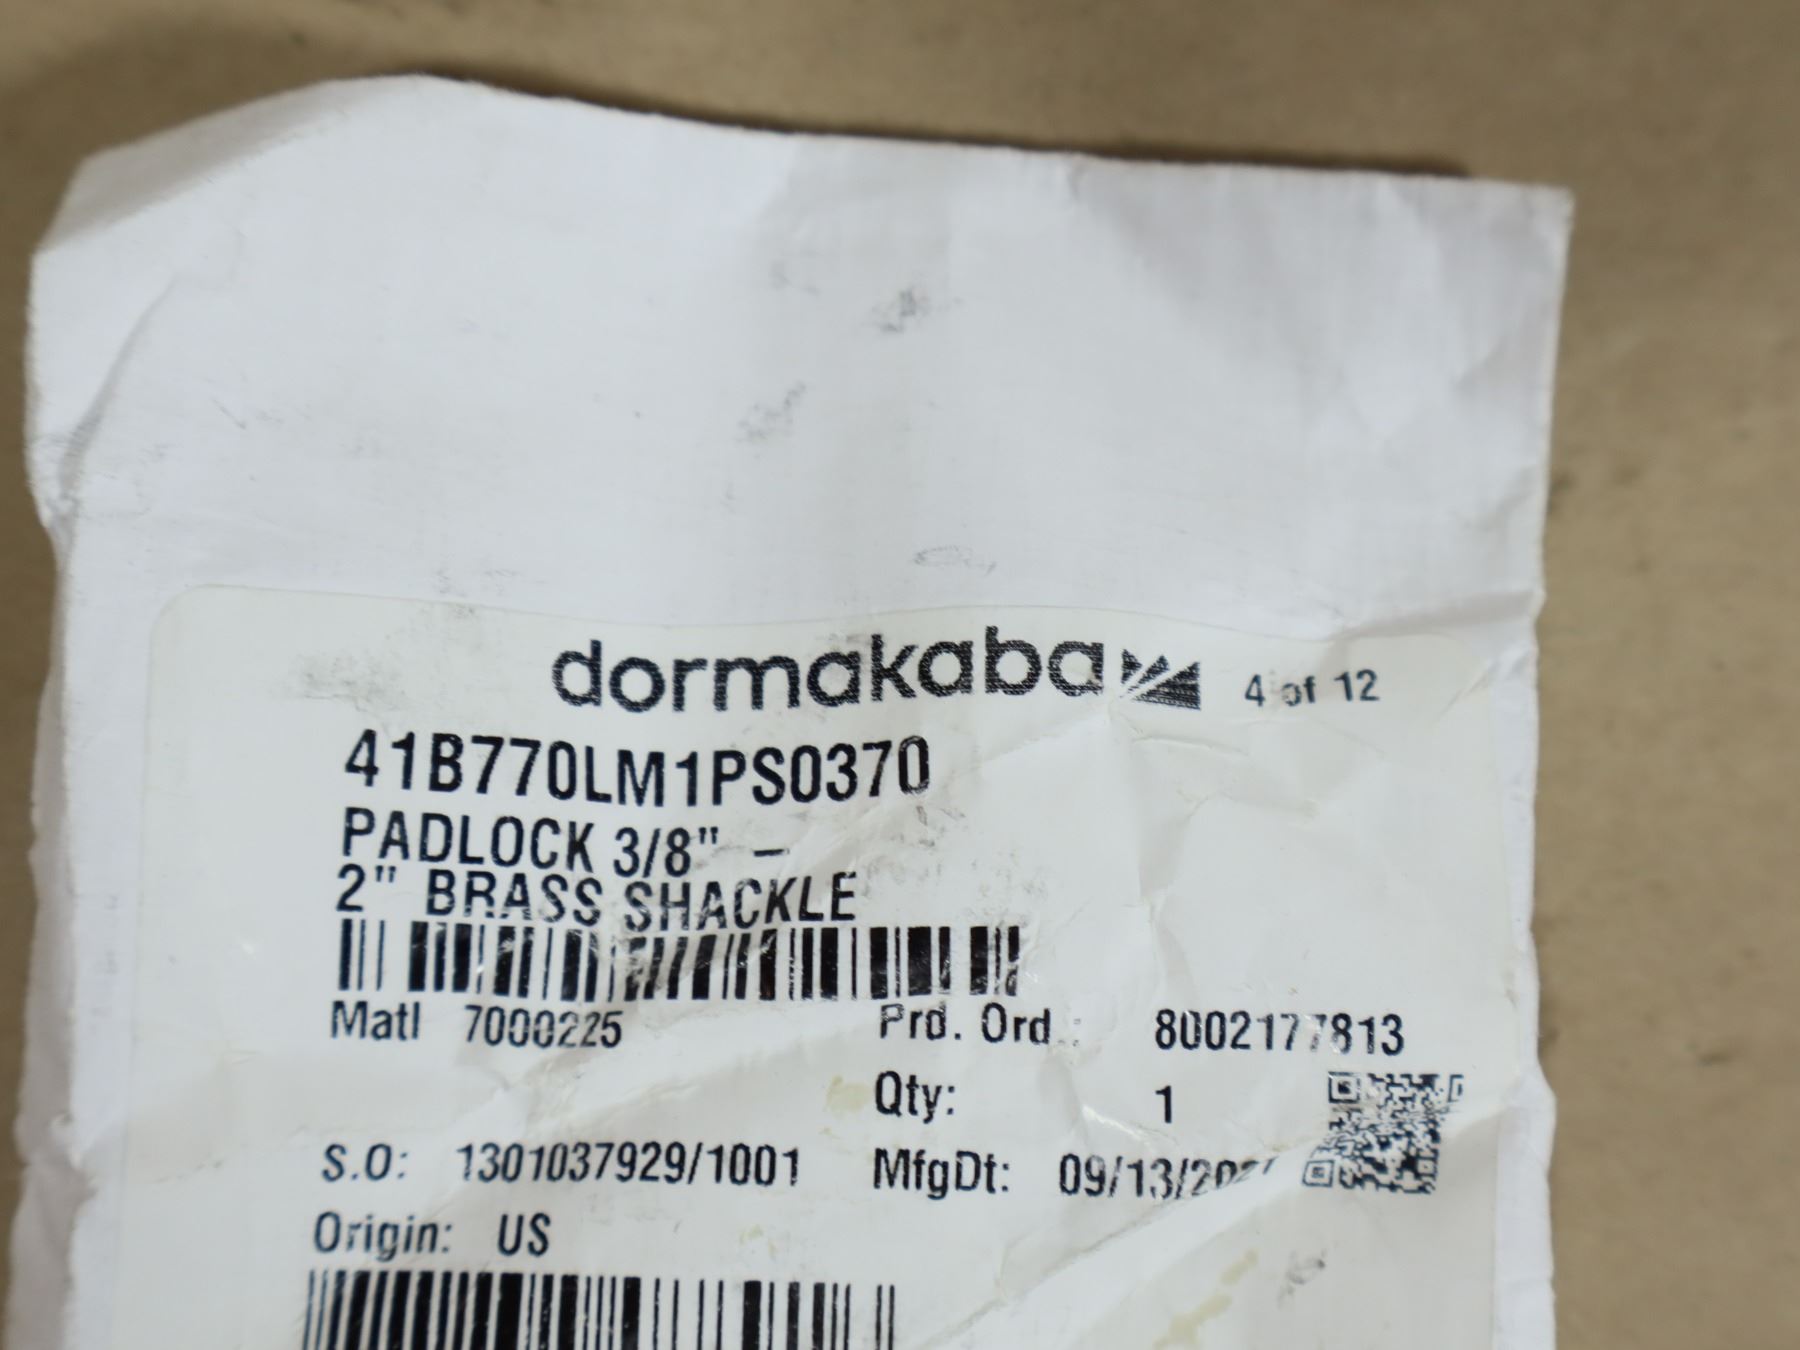 dormakaba 4 of 12
41B770LM1PS0370
PADLOCK 3/8" –
2" BRASS SHACKLE
Matl 7000225 Prd. Ord.: 8002177813
Qty: 1
S.O: 1301037929/1001 MfgDt:
Origin: US